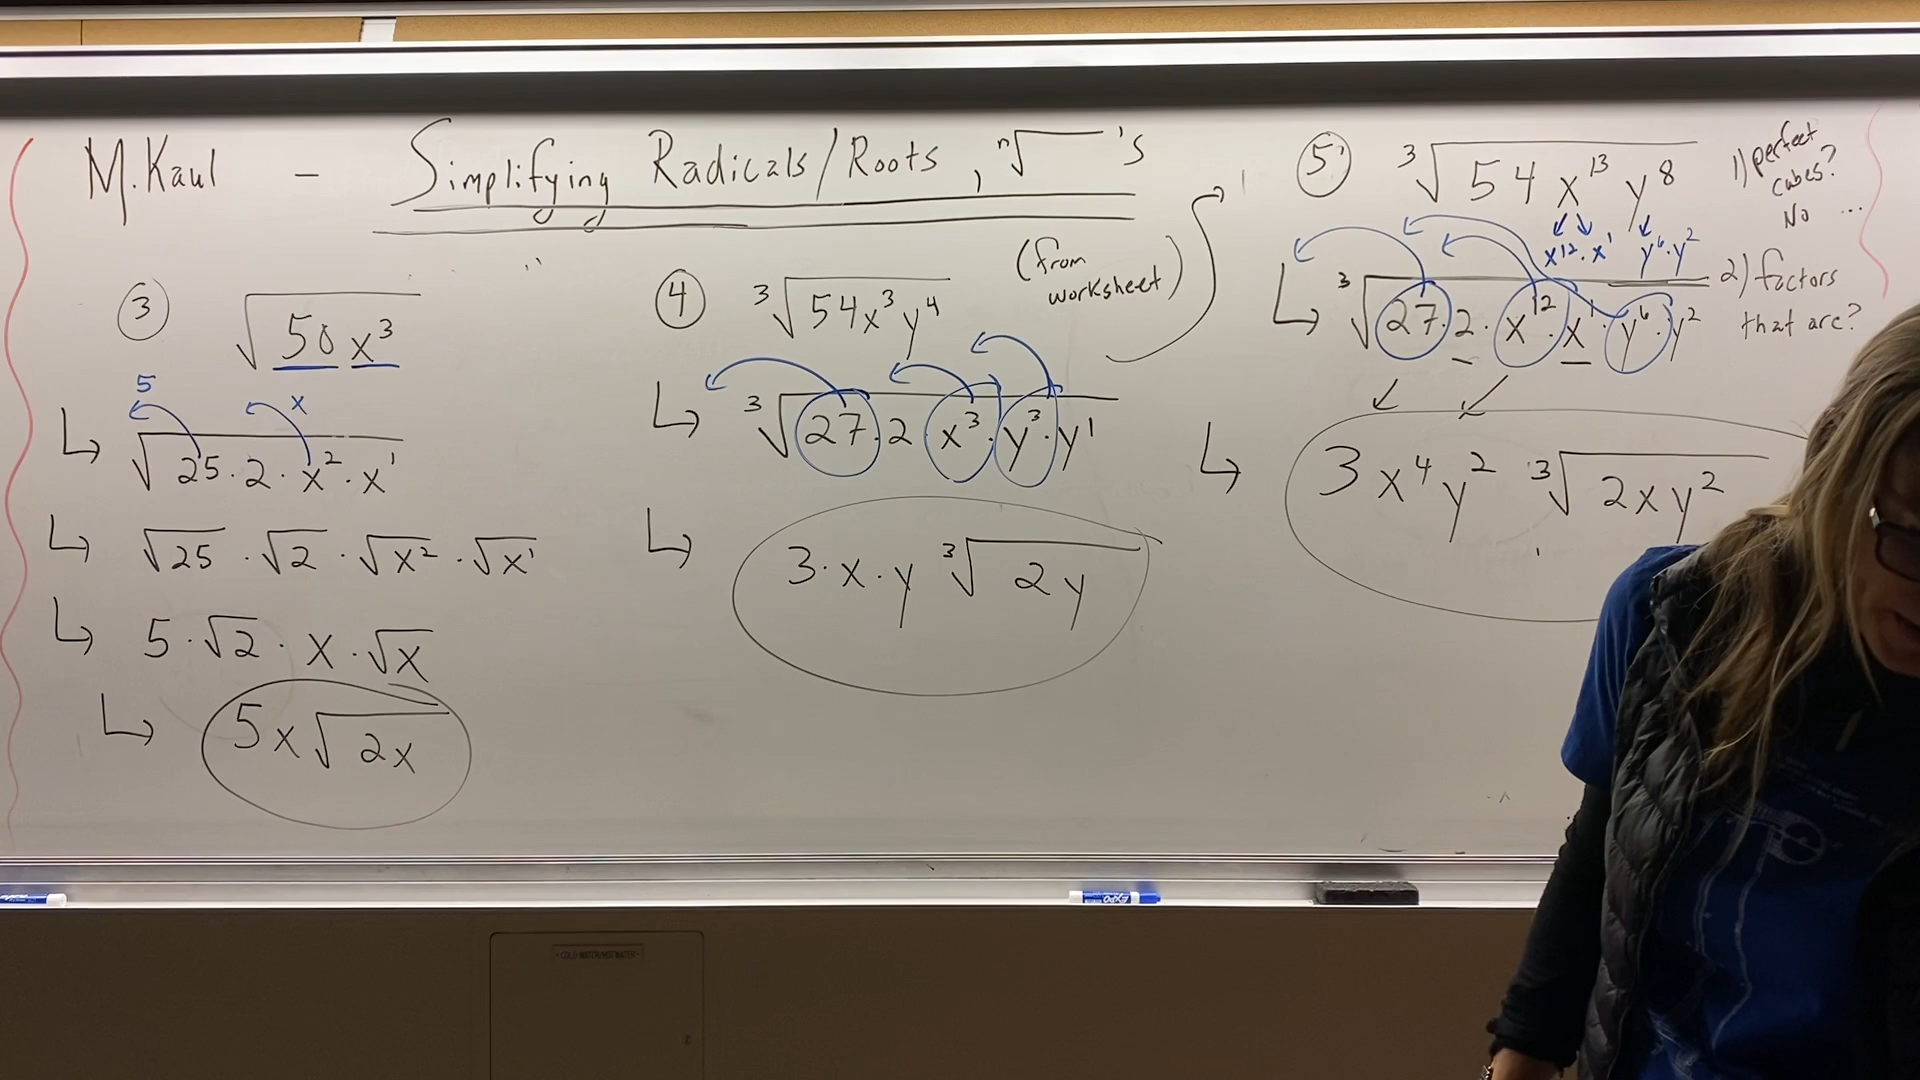 M.Kaul - Simplifying Radicals/Roots, ⁿ√ 's
③ √(50x³)
5 x
↳ √(25·2·x²·x¹)
↳ √25 · √2 · √x² · √x¹
↳ 5·√2 · x·√x
↳ 5x√(2x)
(from worksheet)
④ ³√(54x³y⁴)
↳ ³√(27·2·x³·y³·y¹)
↳ 3·x·y ³√(2y)
⑤ ³√(54x¹³y⁸)
x¹²·x¹ y⁶·y²
↳ ³√(27·2·x¹²·x¹·y⁶·y²)
↳ 3x⁴y² ³√(2xy²)
1) perfect
cubes?
No ...
2) factors
that are?
EXPO